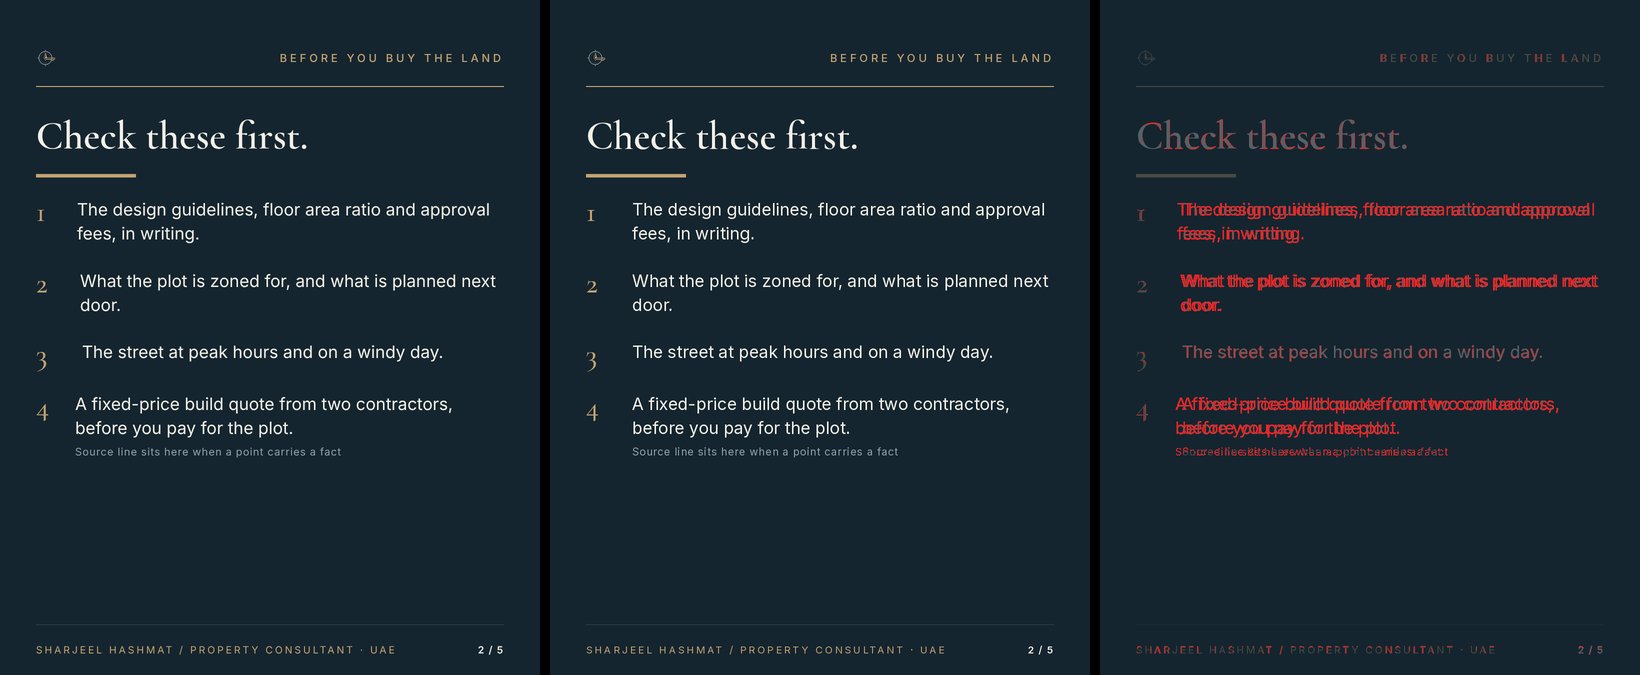 BEFORE YOU BUY THE LAND
Check these first.
1 The design guidelines, floor area ratio and approval
fees, in writing.
2 What the plot is zoned for, and what is planned next
door.
3 The street at peak hours and on a windy day.
4 A fixed-price build quote from two contractors,
before you pay for the plot.
Source line sits here when a point carries a fact
SHARJEEL HASHMAT / PROPERTY CONSULTANT · UAE 2 / 5
BEFORE YOU BUY THE LAND
Check these first.
1 The design guidelines, floor area ratio and approval
fees, in writing.
2 What the plot is zoned for, and what is planned next
door.
3 The street at peak hours and on a windy day.
4 A fixed-price build quote from two contractors,
before you pay for the plot.
Source line sits here when a point carries a fact
SHARJEEL HASHMAT / PROPERTY CONSULTANT · UAE 2 / 5
BEFORE YOU BUY THE LAND
Check these first.
1
2 What the plot is zoned for, and what is planned next
door.
3 The street at peak hours and on a windy day.
4
SHARJEEL HASHMAT / PROPERTY CONSULTANT · UAE 2 / 5